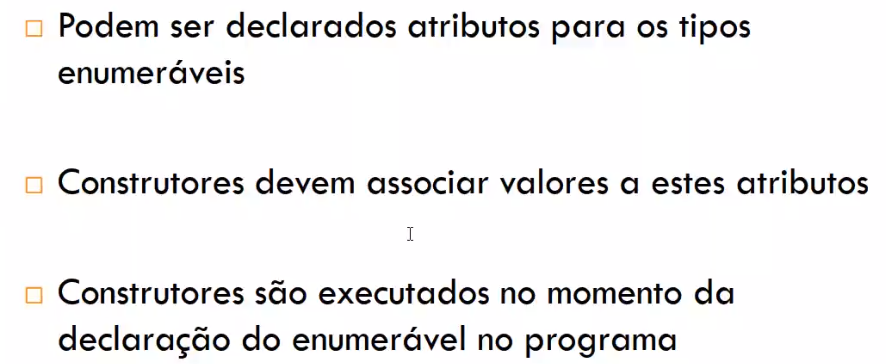 Podem ser declarados atributos para os tipos
enumeráveis
Construtores devem associar valores a estes atributos
Construtores são executados no momento da
declaração do enumerável no programa